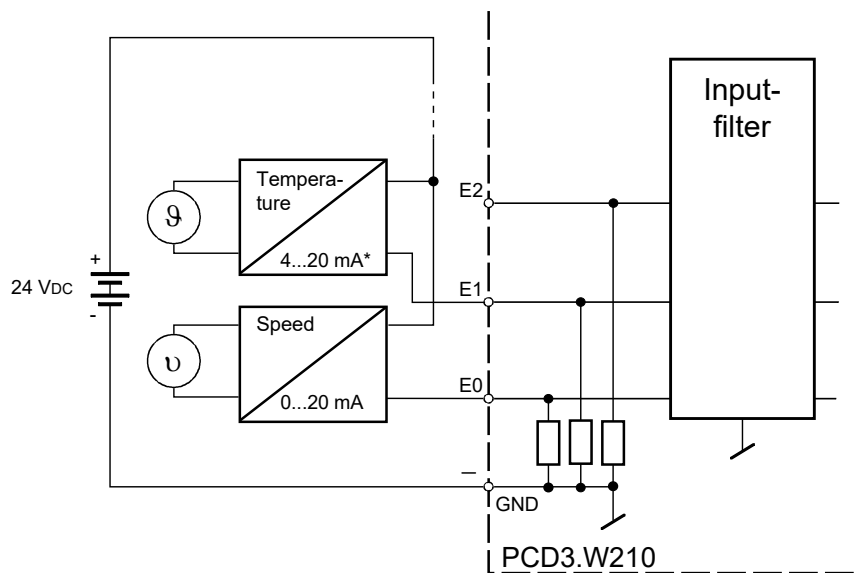 Input-
filter
Tempera-
ture
E2
ϑ
4...20 mA*
+
24 VDC
-
E1
Speed
υ
E0
0...20 mA
–
GND
PCD3.W210